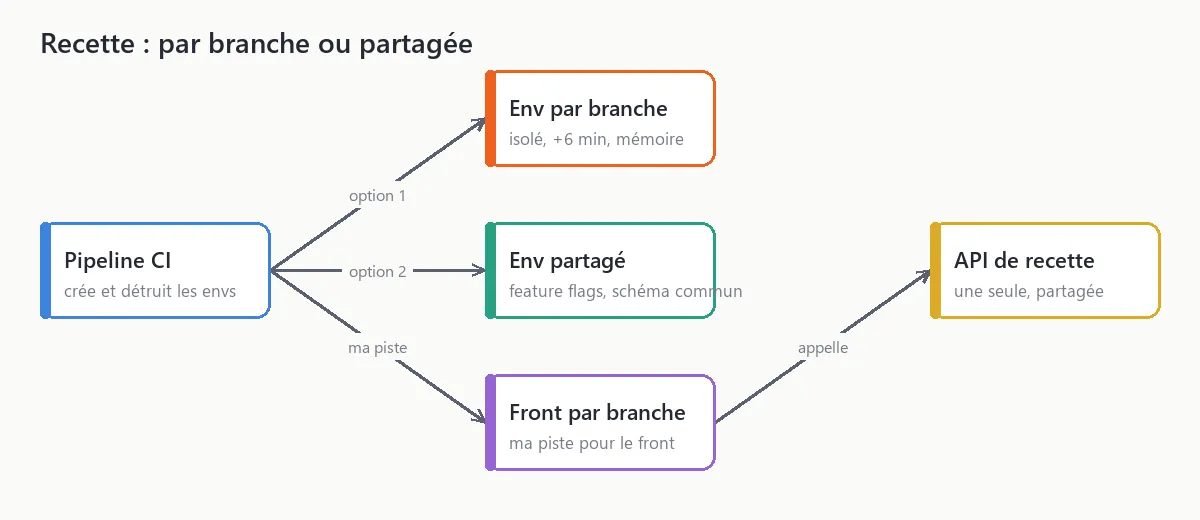 Recette : par branche ou partagée
Env par branche
isolé, +6 min, mémoire
option 1
Pipeline CI
crée et détruit les envs
option 2
Env partagé
feature flags, schéma commun
API de recette
une seule, partagée
ma piste
appelle
Front par branche
ma piste pour le front